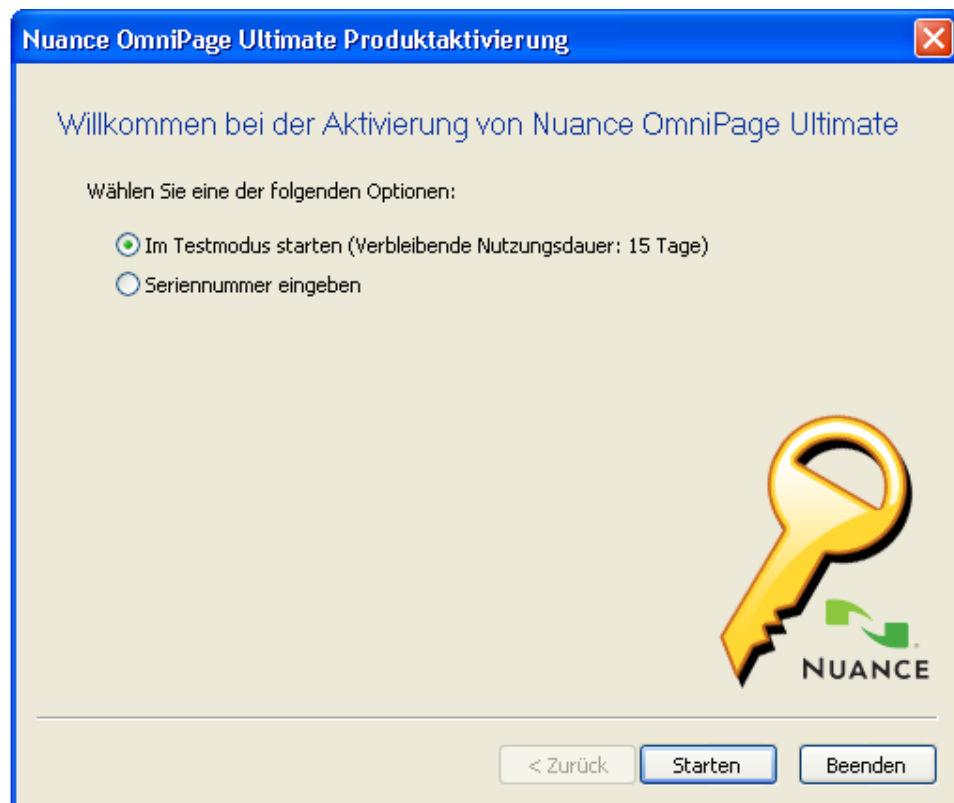 Nuance OmniPage Ultimate Produktaktivierung
Willkommen bei der Aktivierung von Nuance OmniPage Ultimate
Wählen Sie eine der folgenden Optionen:
Im Testmodus starten (Verbleibende Nutzungsdauer: 15 Tage)
Seriennummer eingeben
NUANCE
< Zurück
Starten
Beenden